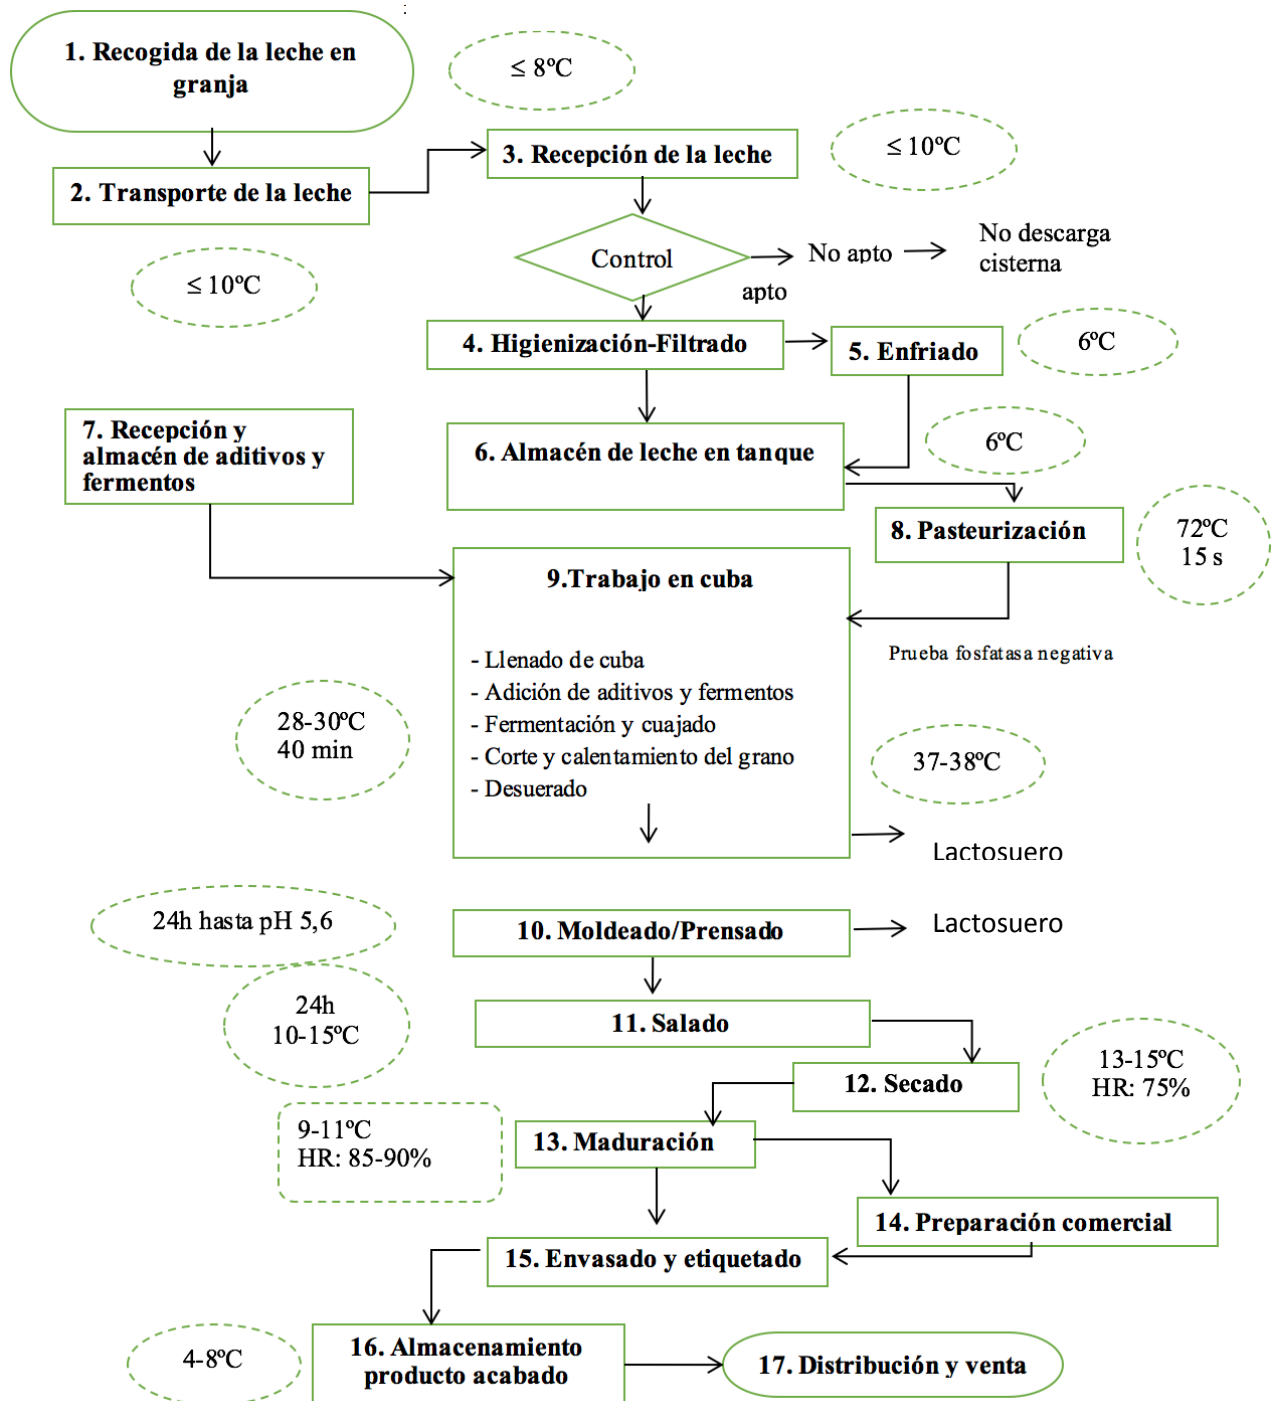 :
1. Recogida de la leche en
granja
≤ 8ºC
2. Transporte de la leche
≤ 10ºC
3. Recepción de la leche
≤ 10ºC
Control
No apto
No descarga
cisterna
apto
4. Higienización-Filtrado
5. Enfriado
6ºC
6. Almacén de leche en tanque
6ºC
7. Recepción y
almacén de aditivos y
fermentos
8. Pasteurización
72ºC
15 s
Prueba fosfatasa negativa
9.Trabajo en cuba
- Llenado de cuba
- Adición de aditivos y fermentos
- Fermentación y cuajado
- Corte y calentamiento del grano
- Desuerado
28-30ºC
40 min
37-38ºC
Lactosuero
24h hasta pH 5,6
10. Moldeado/Prensado
Lactosuero
24h
10-15ºC
11. Salado
12. Secado
13-15ºC
HR: 75%
9-11ºC
HR: 85-90%
13. Maduración
14. Preparación comercial
15. Envasado y etiquetado
4-8ºC
16. Almacenamiento
producto acabado
17. Distribución y venta